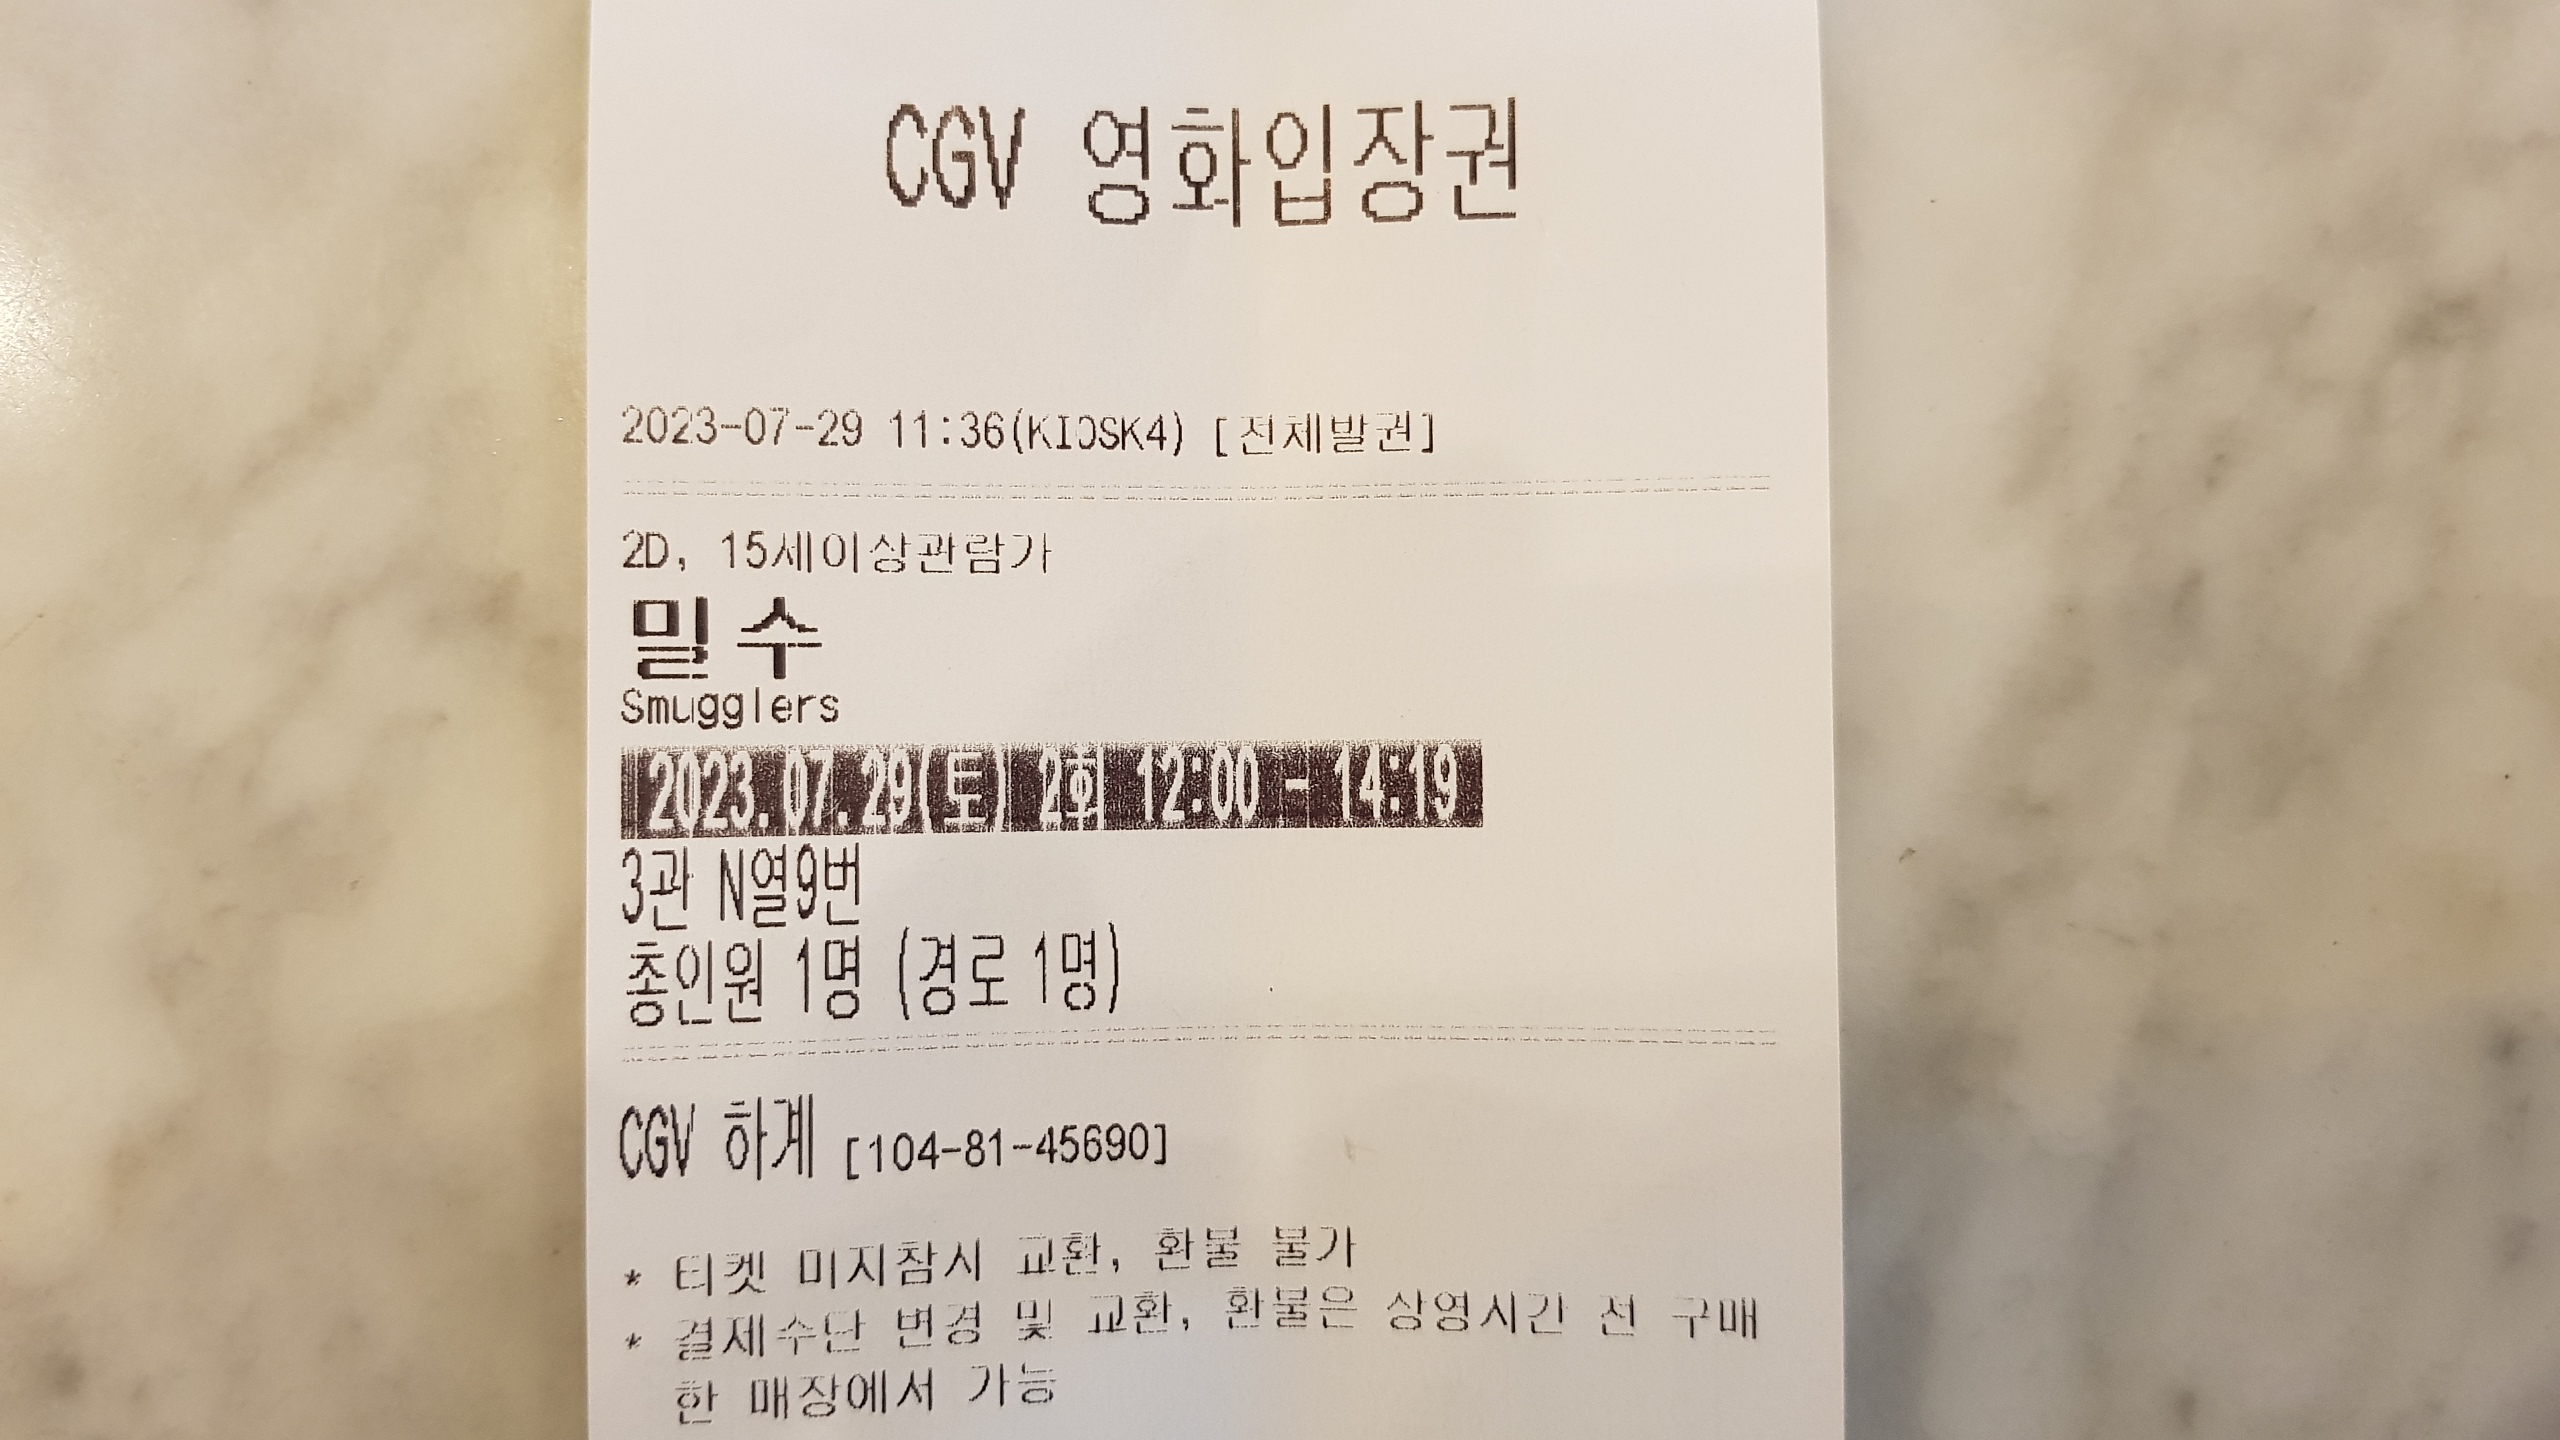 CGV 영화입장권
2023-07-29 11:36(KIOSK4) [전체발권]
2D, 15세이상관람가
밀수
Smugglers
2023.07.29(토) 2회 12:00 - 14:19
3관 N열9번
총인원 1명 (경로 1명)
CGV 하계 [104-81-45690]
* 티켓 미지참시 교환, 환불 불가
* 결제수단 변경 및 교환, 환불은 상영시간 전 구매
한 매장에서 가능